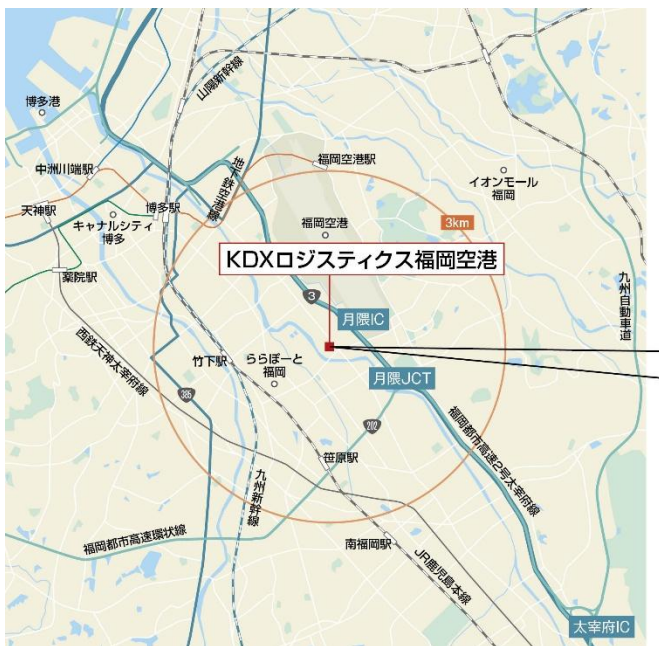 山陽新幹線
博多港
中洲川端駅
地下鉄空港線
福岡空港駅
イオンモール
福岡
天神駅
キャナルシティ
博多
博多駅
福岡空港
3km
KDXロジスティクス福岡空港
薬院駅
九州自動車道
3
月隈IC
西鉄天神太宰府線
竹下駅
ららぽーと
福岡
月隈JCT
385
202
福岡都市高速2号太宰府線
笹原駅
九州新幹線
福岡都市高速環状線
南福岡駅
JR鹿児島本線
太宰府IC